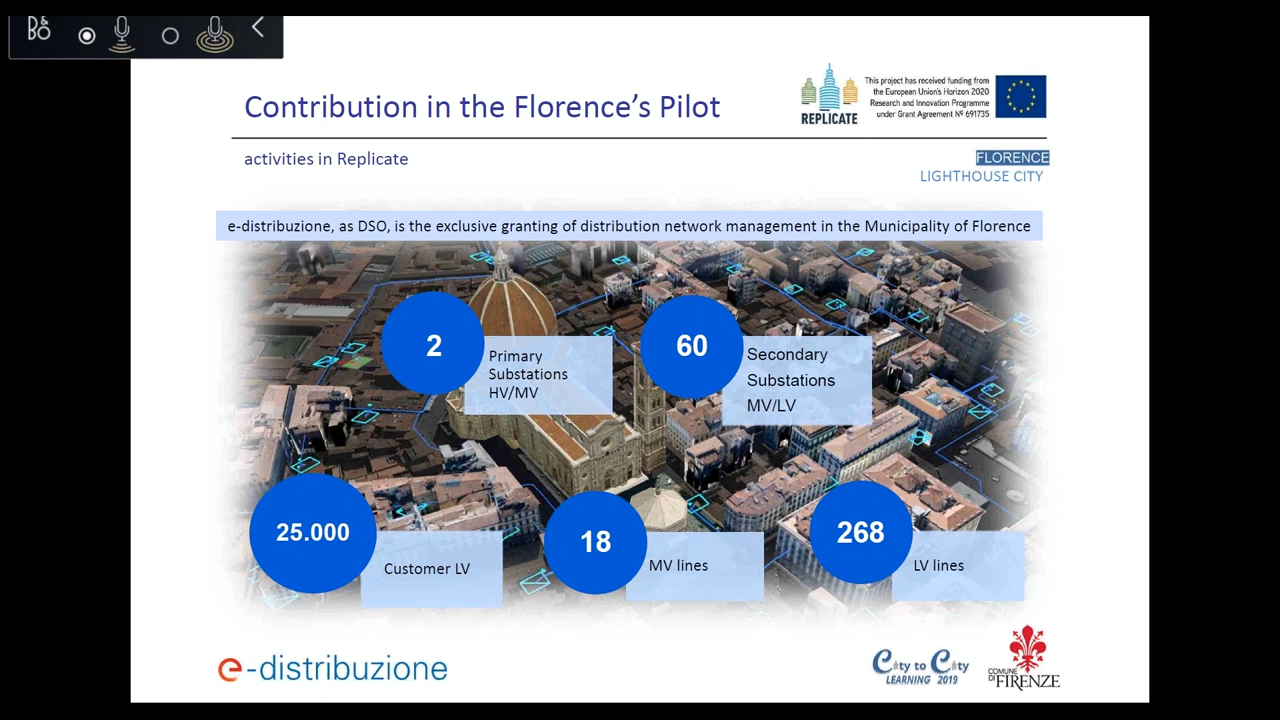 B&O
Contribution in the Florence's Pilot
REPLICATE
This project has received funding from
the European Union's Horizon 2020
Research and Innovation Programme
under Grant Agreement Nº 691735
activities in Replicate
FLORENCE
LIGHTHOUSE CITY
e-distribuzione, as DSO, is the exclusive granting of distribution network management in the Municipality of Florence
2
Primary
Substations
HV/MV
60
Secondary
Substations
MV/LV
25.000
Customer LV
18
MV lines
268
LV lines
e-distribuzione
City to City
LEARNING 2019
COMUNE
DI FIRENZE